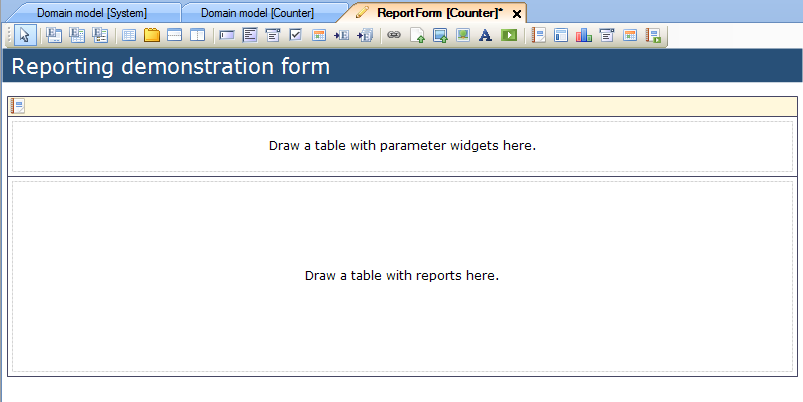 Domain model [System]
Domain model [Counter]
ReportForm [Counter]*
Reporting demonstration form
Draw a table with parameter widgets here.
Draw a table with reports here.